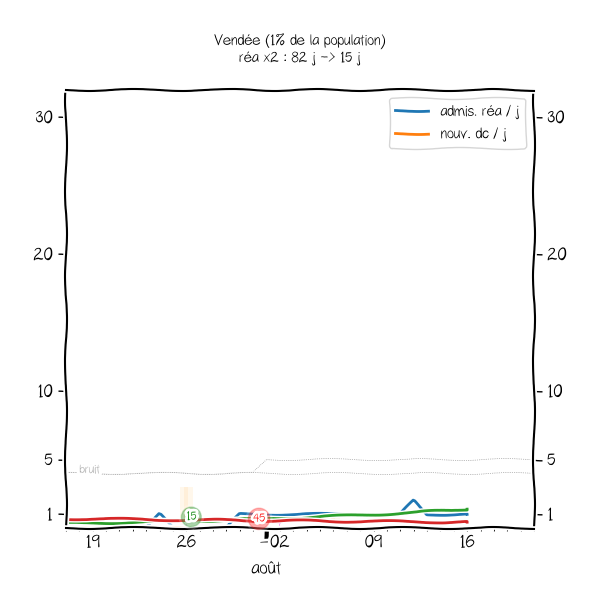 Vendée (1% de la population)
réa x2 : 82 j -> 15 j
admis. réa / j
nouv. dc / j
30
30
20
20
10
10
5
5
bruit
1
1
15
45
19
26
02
09
16
août